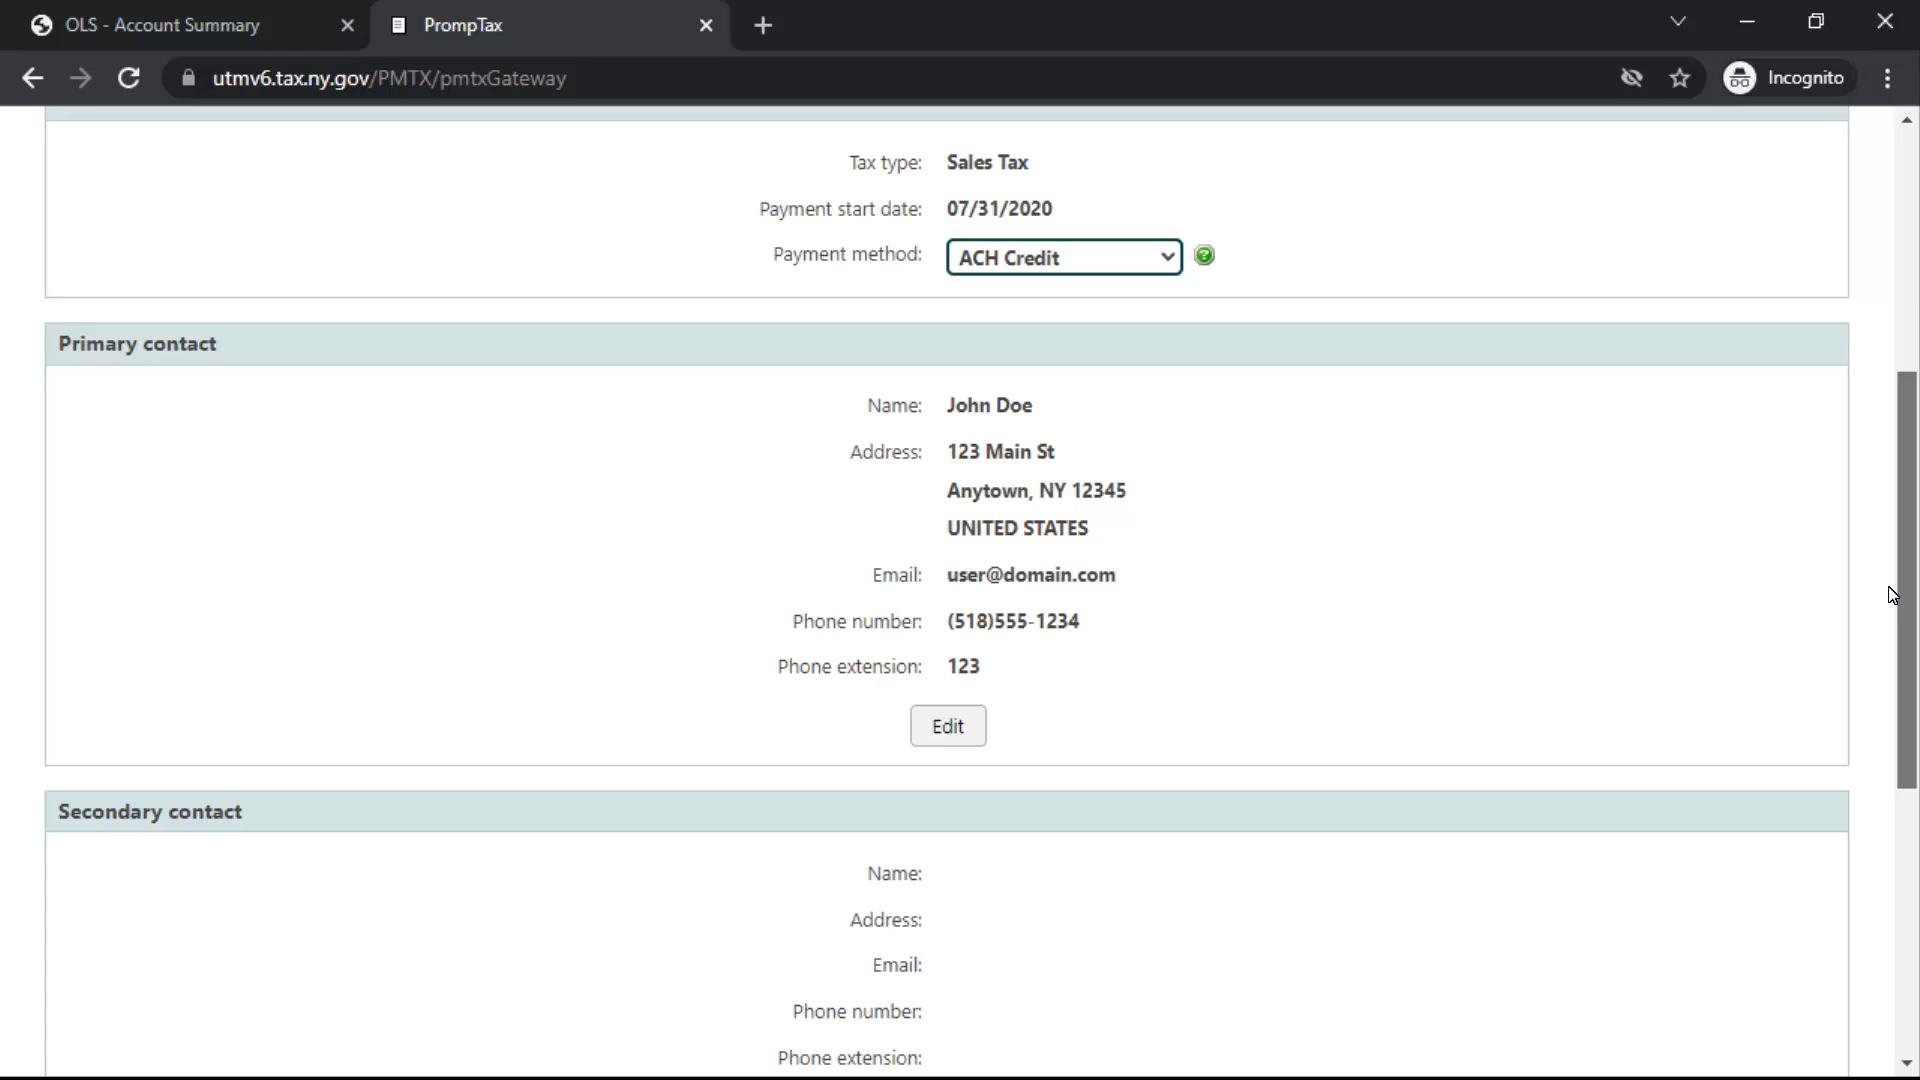 OLS - Account Summary
PrompTax
utmv6.tax.ny.gov/PMTX/pmtxGateway
Incognito
Tax type: Sales Tax
Payment start date: 07/31/2020
Payment method: ACH Credit
Primary contact
Name: John Doe
Address: 123 Main St
Anytown, NY 12345
UNITED STATES
Email: user@domain.com
Phone number: (518)555-1234
Phone extension: 123
Edit
Secondary contact
Name:
Address:
Email:
Phone number:
Phone extension: